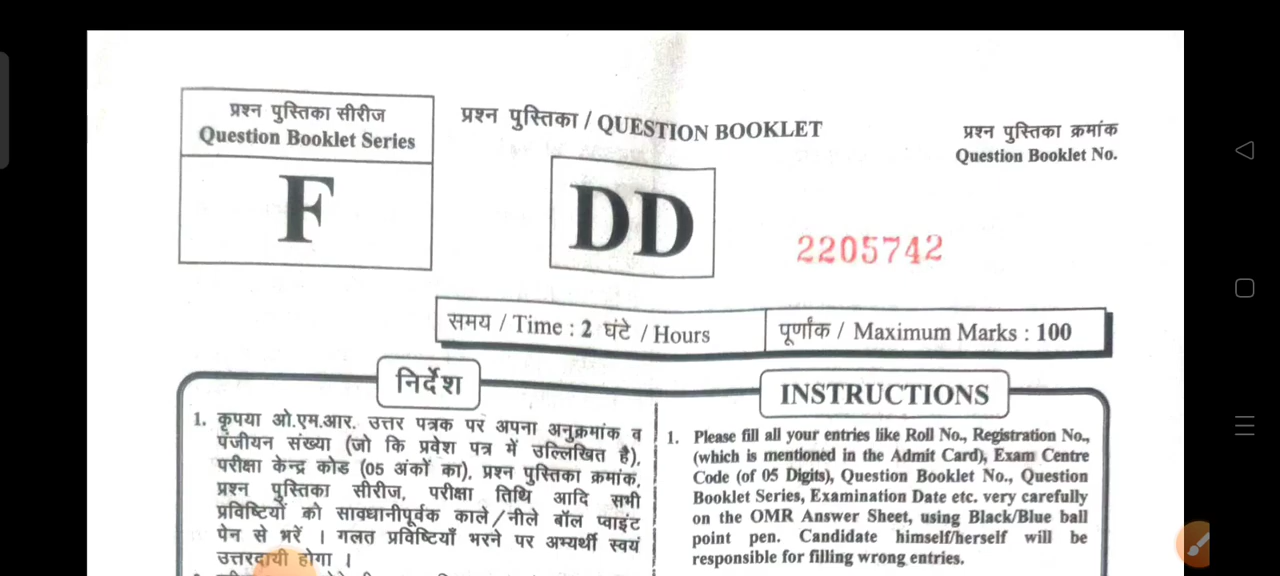 प्रश्न पुस्तिका सीरीज
Question Booklet Series
F
प्रश्न पुस्तिका / QUESTION BOOKLET
DD
प्रश्न पुस्तिका क्रमांक
Question Booklet No.
2205742
समय / Time : 2 घंटे / Hours
पूर्णांक / Maximum Marks : 100
निर्देश
1. कृपया ओ.एम.आर. उत्तर पत्रक पर अपना अनुक्रमांक व
पंजीयन संख्या (जो कि प्रवेश पत्र में उल्लिखित है),
परीक्षा केन्द्र कोड (05 अंकों का), प्रश्न पुस्तिका क्रमांक,
प्रश्न पुस्तिका सीरीज, परीक्षा तिथि आदि सभी
प्रविष्टियों को सावधानीपूर्वक काले/नीले बॉल प्वाइंट
पेन से भरें । गलत प्रविष्टियाँ भरने पर अभ्यर्थी स्वयं
उत्तरदायी होगा ।
INSTRUCTIONS
1. Please fill all your entries like Roll No., Registration No.,
(which is mentioned in the Admit Card), Exam Centre
Code (of 05 Digits), Question Booklet No., Question
Booklet Series, Examination Date etc. very carefully
on the OMR Answer Sheet, using Black/Blue ball
point pen. Candidate himself/herself will be
responsible for filling wrong entries.